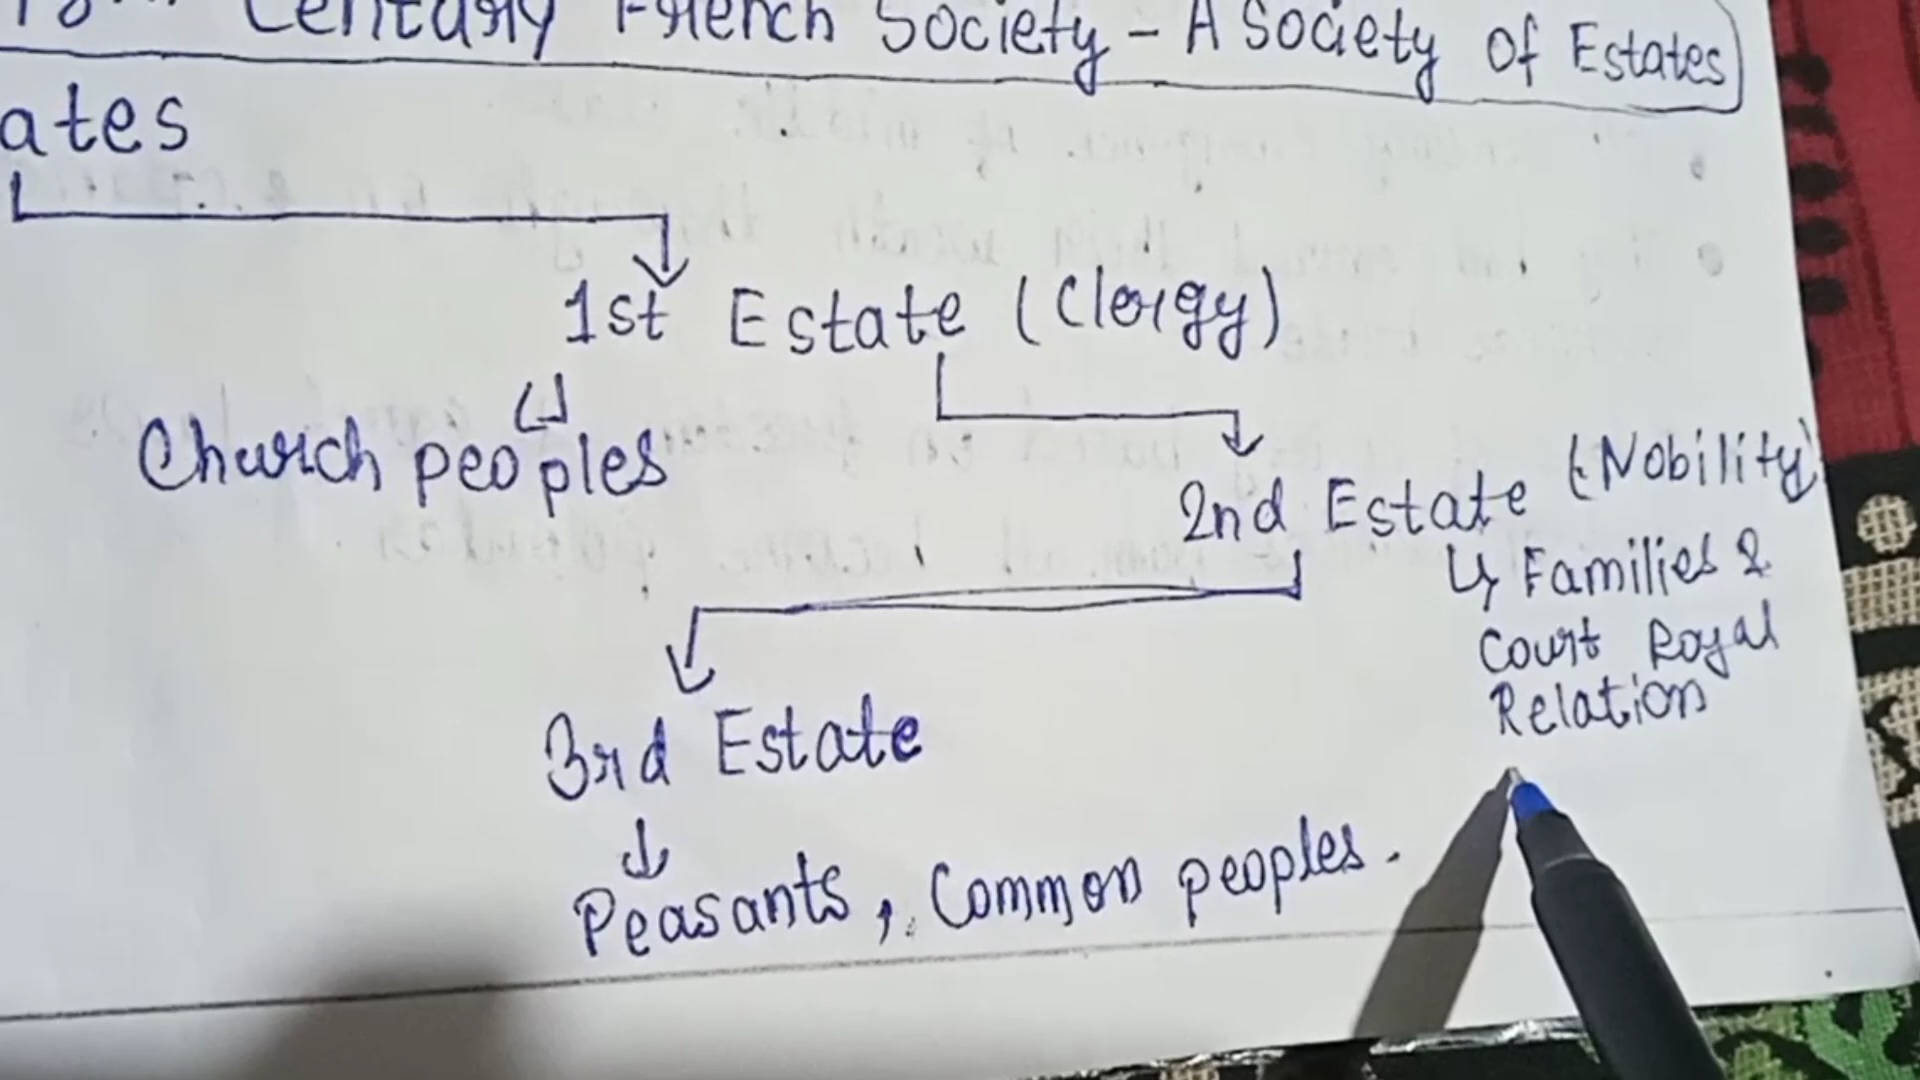 Century French Society - A Society of Estates
ates
1st Estate (Clergy)
Church peoples
2nd Estate (Nobility)
Families &
Court Royal
Relation
3rd Estate
Peasants, Common peoples.